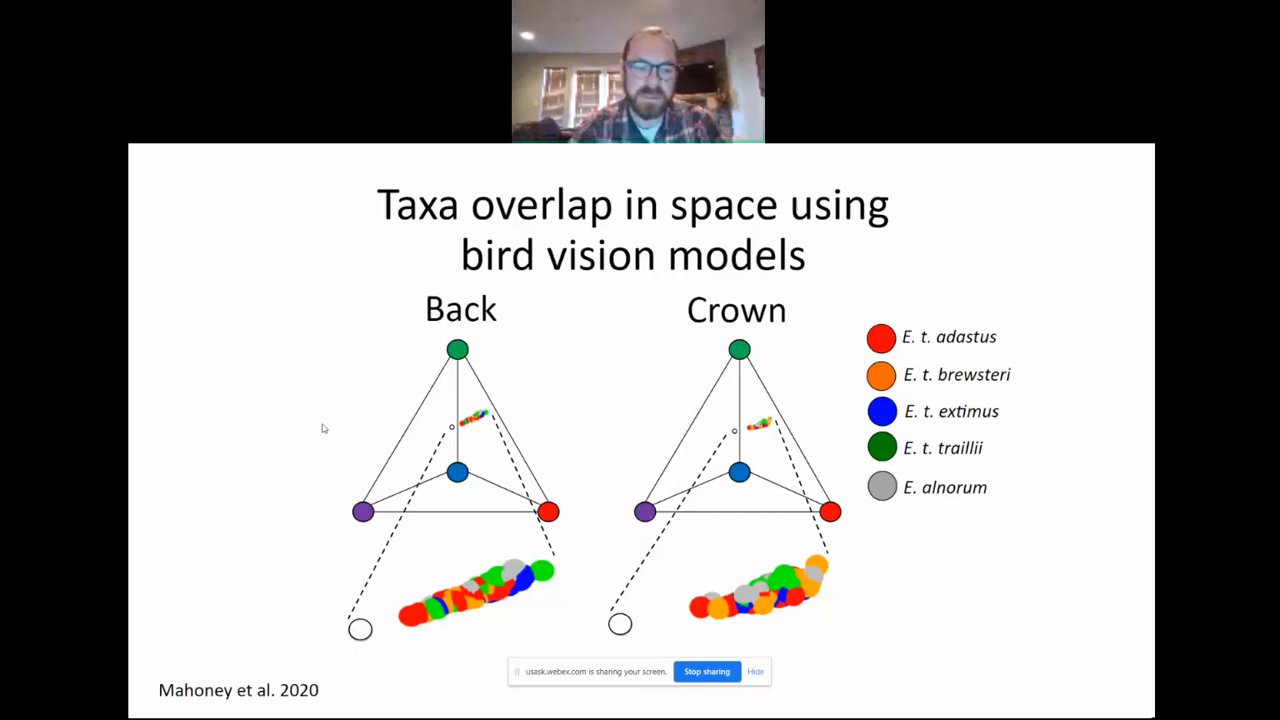 Taxa overlap in space using
bird vision models
Back
Crown
E. t. adastus
E. t. brewsteri
E. t. extimus
E. t. traillii
E. alnorum
usask.webex.com is sharing your screen.
Stop sharing
Hide
Mahoney et al. 2020